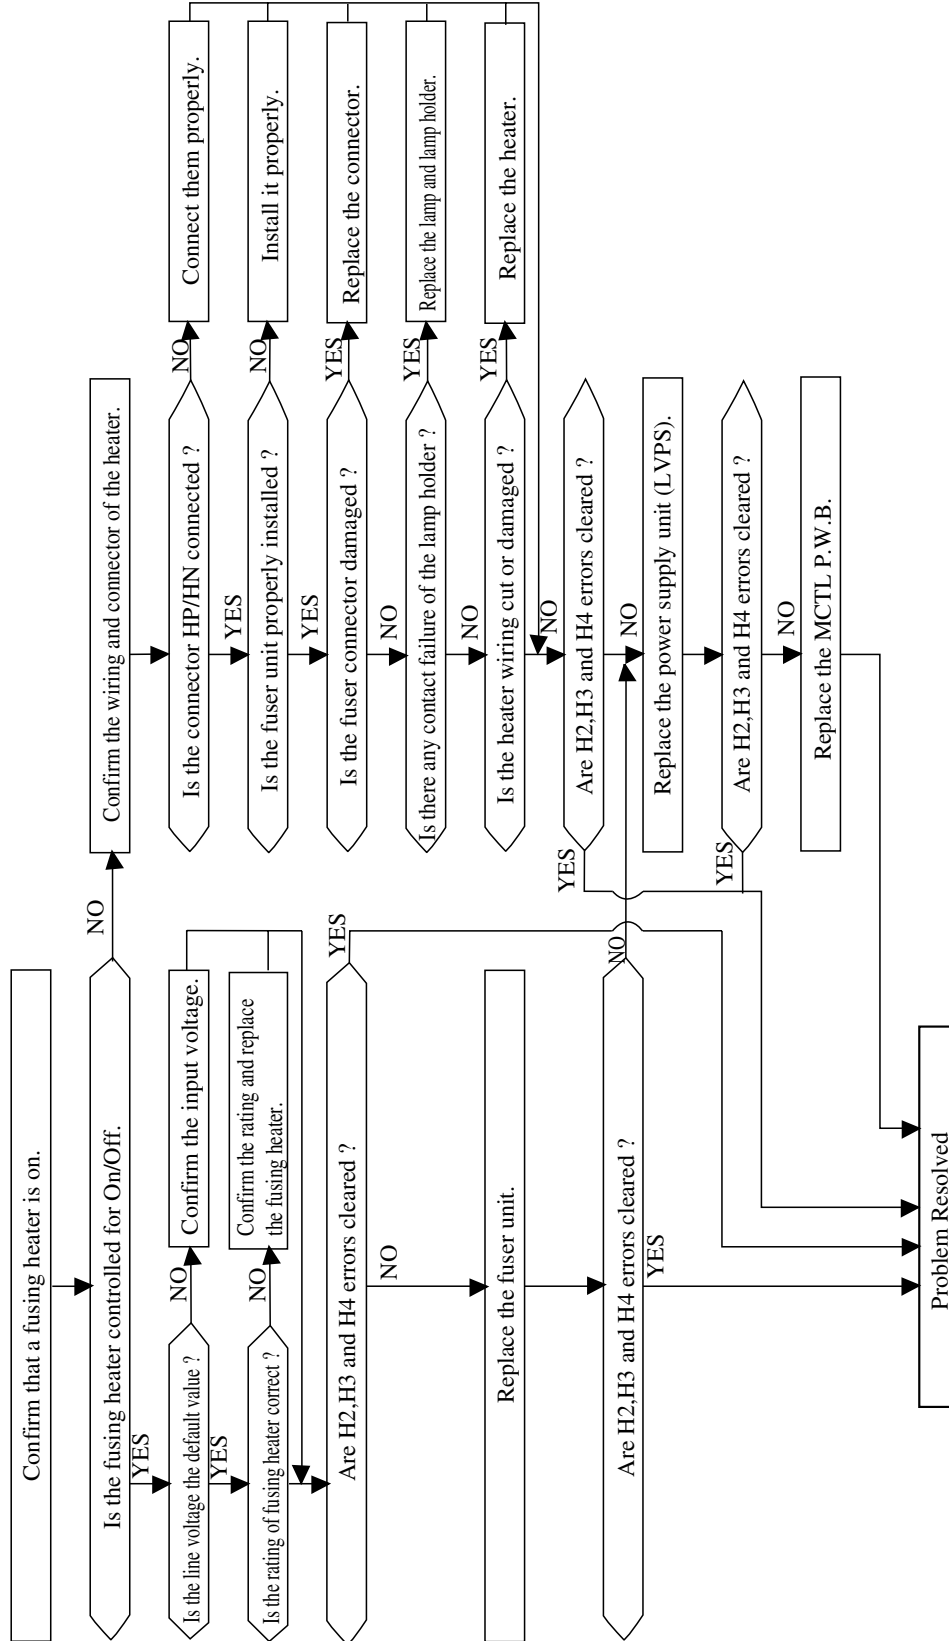 Confirm that a fusing heater is on.
Is the fusing heater controlled for On/Off.
NO
YES
Is the line voltage the default value ?
NO
Confirm the input voltage.
YES
Is the rating of fusing heater correct ?
NO
Confirm the rating and replace
the fusing heater.
Are H2,H3 and H4 errors cleared ?
YES
NO
Replace the fuser unit.
Are H2,H3 and H4 errors cleared ?
NO
YES
Confirm the wiring and connector of the heater.
Is the connector HP/HN connected ?
NO
Connect them properly.
YES
Is the fuser unit properly installed ?
NO
Install it properly.
YES
Is the fuser connector damaged ?
YES
Replace the connector.
NO
Is there any contact failure of the lamp holder ?
YES
Replace the lamp and lamp holder.
NO
Is the heater wiring cut or damaged ?
YES
Replace the heater.
NO
Are H2,H3 and H4 errors cleared ?
YES
NO
Replace the power supply unit (LVPS).
Are H2,H3 and H4 errors cleared ?
YES
NO
Replace the MCTL P.W.B.
Problem Resolved